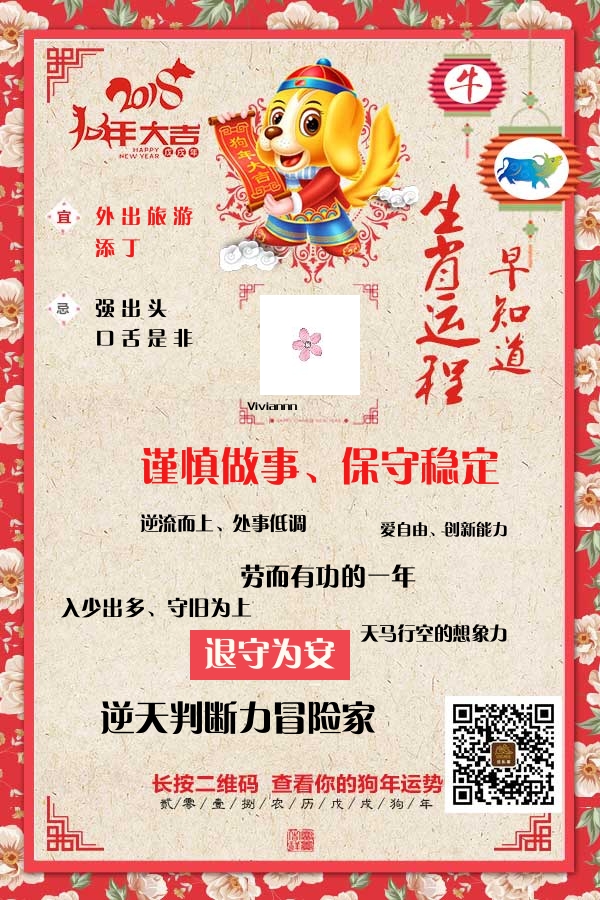 2018
狗年大吉
HAPPY
NEW YEAR
戊戌年
狗年大吉
牛
生肖运程
早知道
宜
外出旅游
添丁
忌
强出头
口舌是非
Viviannn
HAPPY CHINESE NEW YEAR
谨慎做事、保守稳定
逆流而上、处事低调
爱自由、创新能力
劳而有功的一年
入少出多、守旧为上
天马行空的想象力
退守为安
逆天判断力冒险家
长按二维码 查看你的狗年运势
贰/零/壹/捌/农/历/戊/戌/狗/年